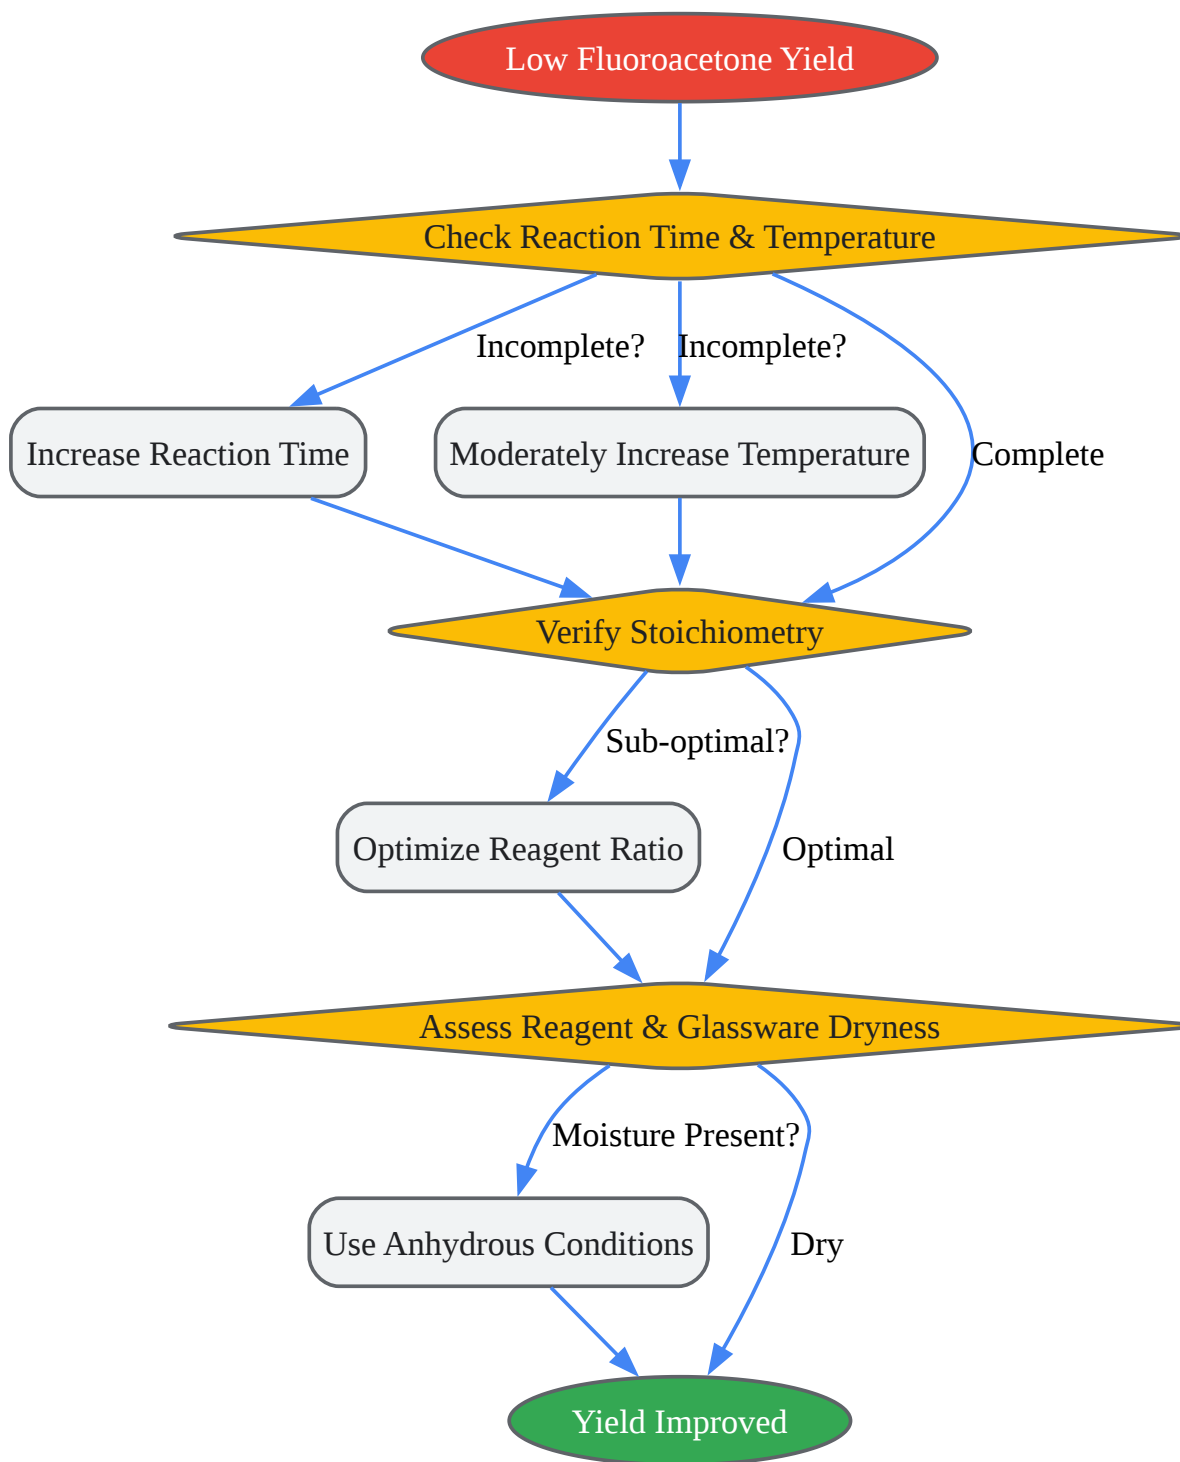 Low Fluoroacetone Yield
Check Reaction Time & Temperature
Incomplete?
Incomplete?
Increase Reaction Time
Moderately Increase Temperature
Complete
Verify Stoichiometry
Sub-optimal?
Optimize Reagent Ratio
Optimal
Assess Reagent & Glassware Dryness
Moisture Present?
Use Anhydrous Conditions
Dry
Yield Improved